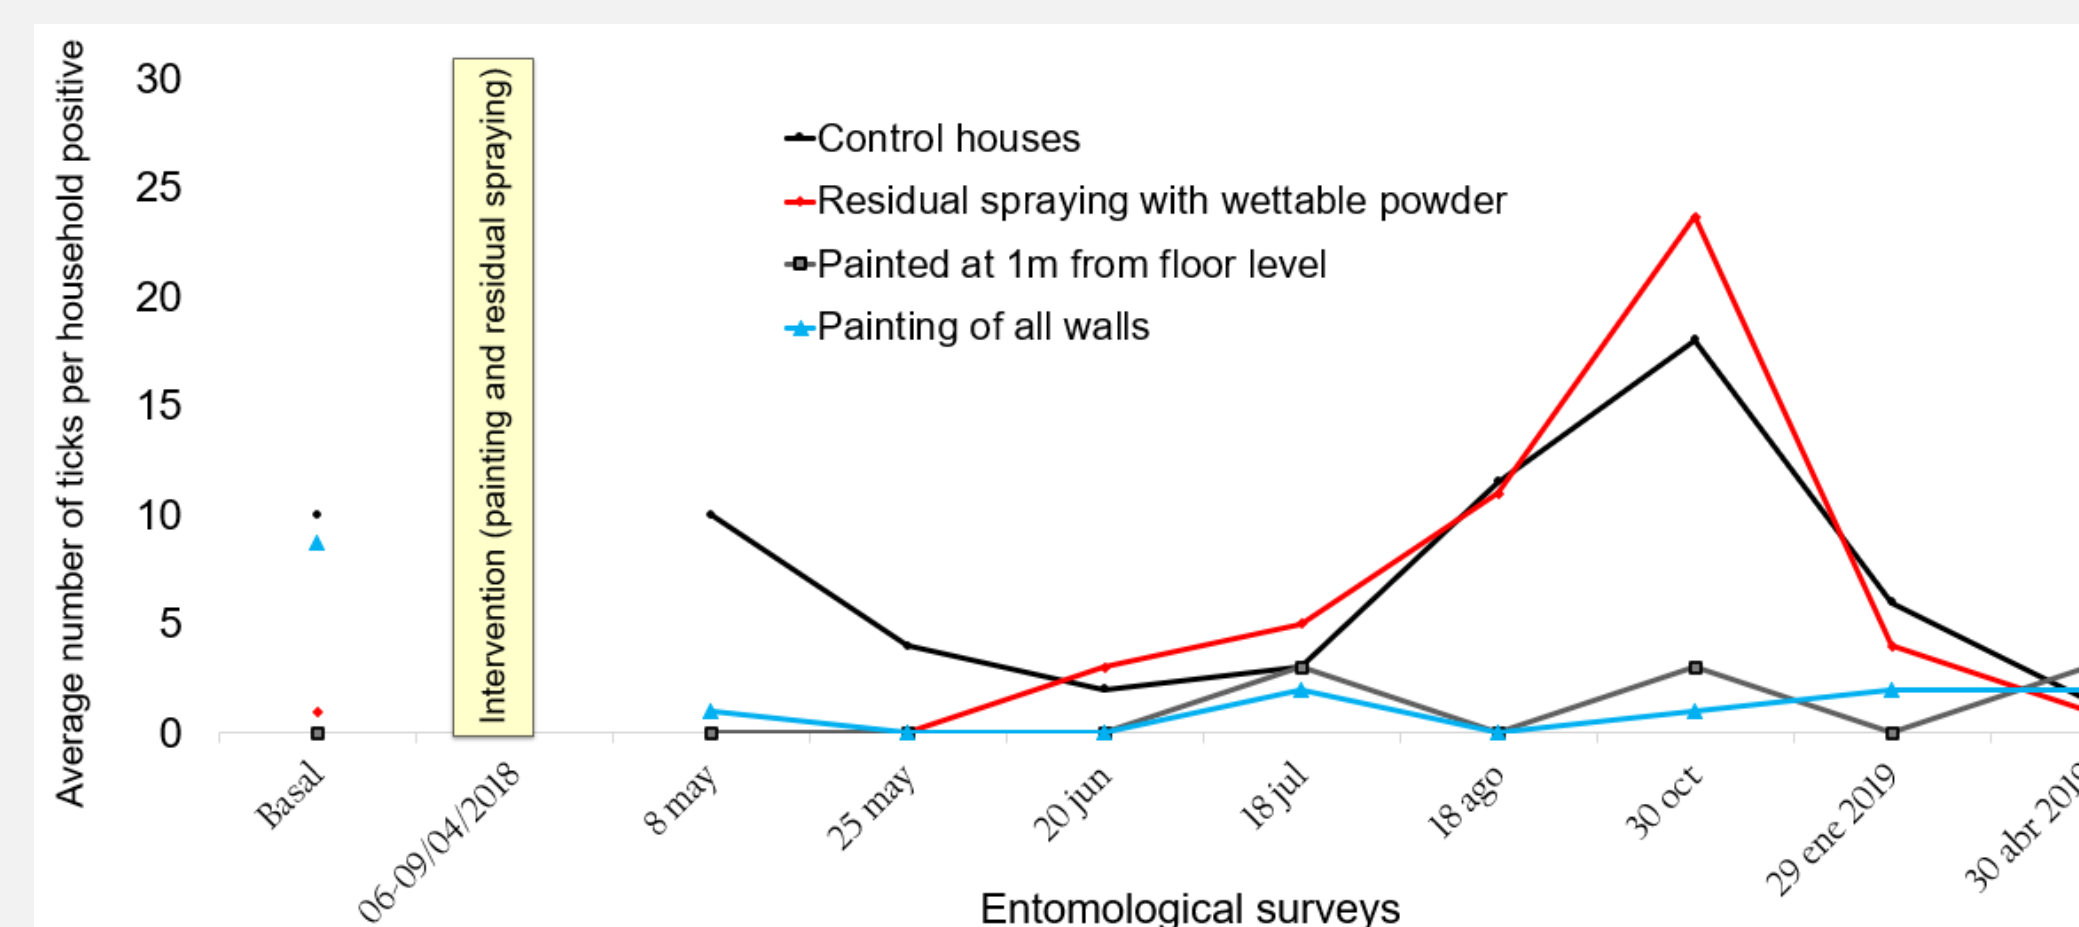 Average number of ticks per household positive
30
25
20
15
10
5
0
Intervention (painting and residual spraying)
Control houses
Residual spraying with wettable powder
Painted at 1m from floor level
Painting of all walls
Basal
06-09/04/2018
8 may
25 may
20 jun
18 jul
18 ago
30 oct
29 ene 2019
30 abr 2019
Entomological surveys